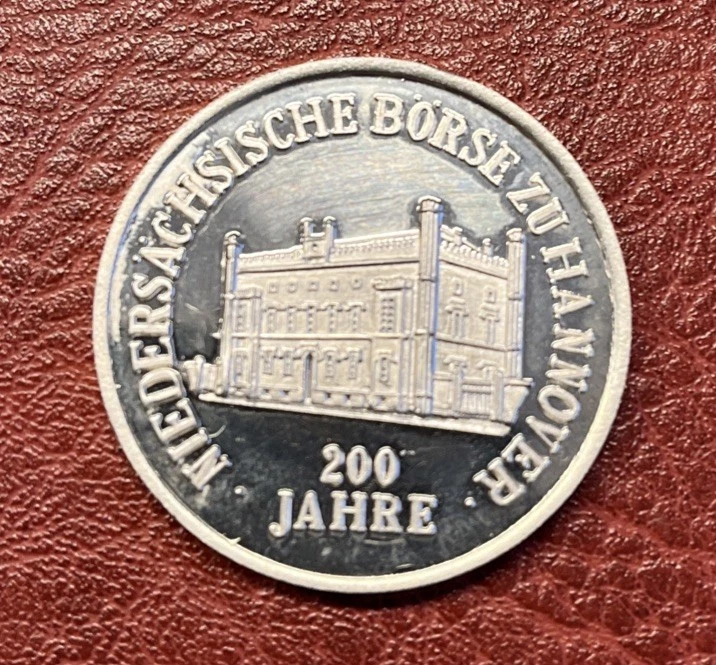 · NIEDERSÄCHSISCHE BÖRSE ZU HANNOVER ·
200
JAHRE